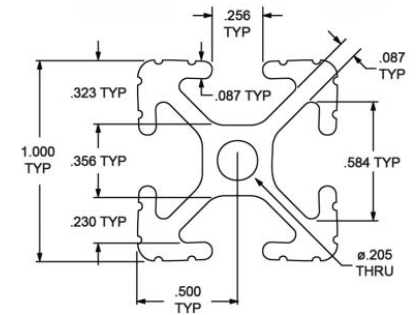 .256
TYP
.087
TYP
.323 TYP
.087 TYP
1.000
TYP
.356 TYP
.584 TYP
.230 TYP
ø.205
THRU
.500
TYP